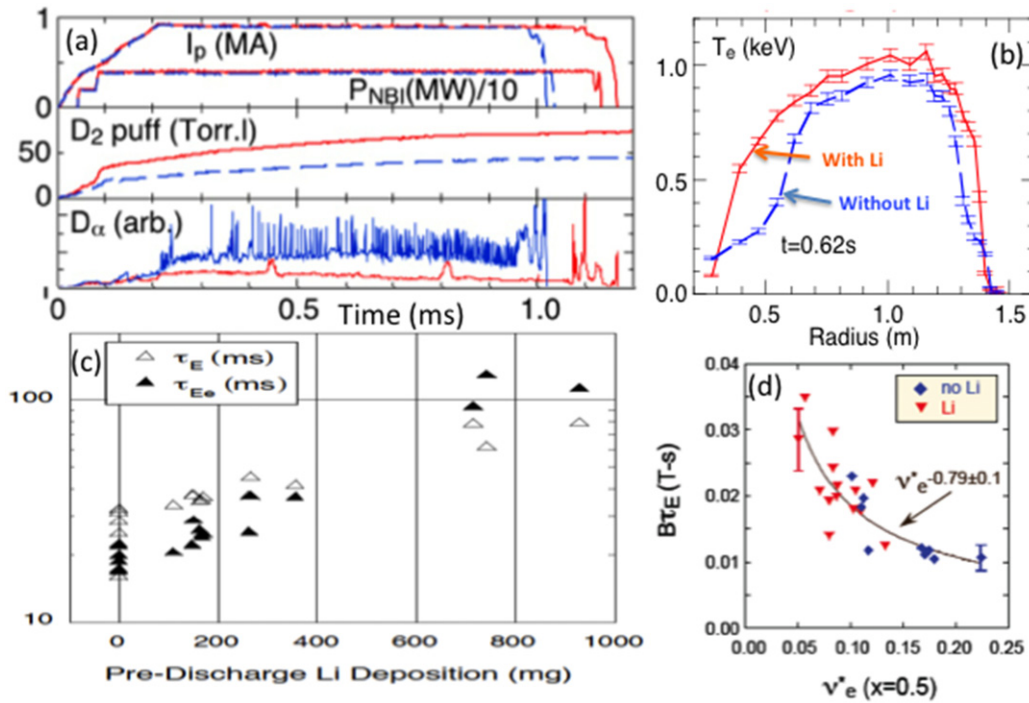 (a)
1
I_p (MA)
P_NBI(MW)/10
0
D₂ puff (Torr.l)
50
0
D_α (arb.)
0 0.5 Time (ms) 1.0
(b)
T_e (keV)
1.0
With Li
0.5
Without Li
t=0.62s
0.0
0.5 1.0 1.5
Radius (m)
(c)
τ_E (ms)
τ_Ee (ms)
100
10
0 200 400 600 800 1000
Pre-Discharge Li Deposition (mg)
(d)
no Li
Li
0.04
0.03
0.02
0.01
0.00
Bτ_E (T-s)
ν*_e^-0.79±0.1
0.00 0.05 0.10 0.15 0.20 0.25
ν*_e (x=0.5)